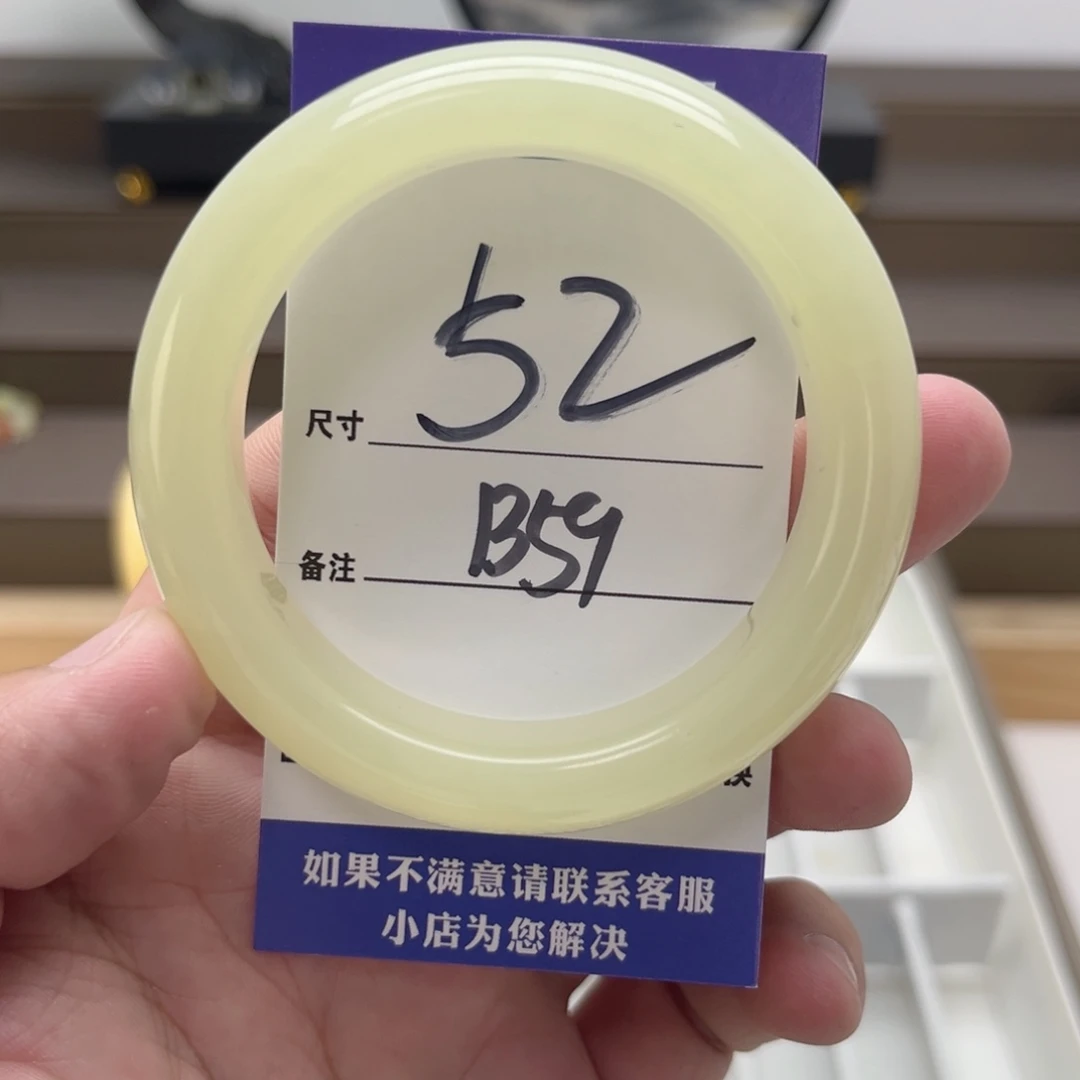 尺寸 52
备注 B59
如果不满意请联系客服
小店为您解决